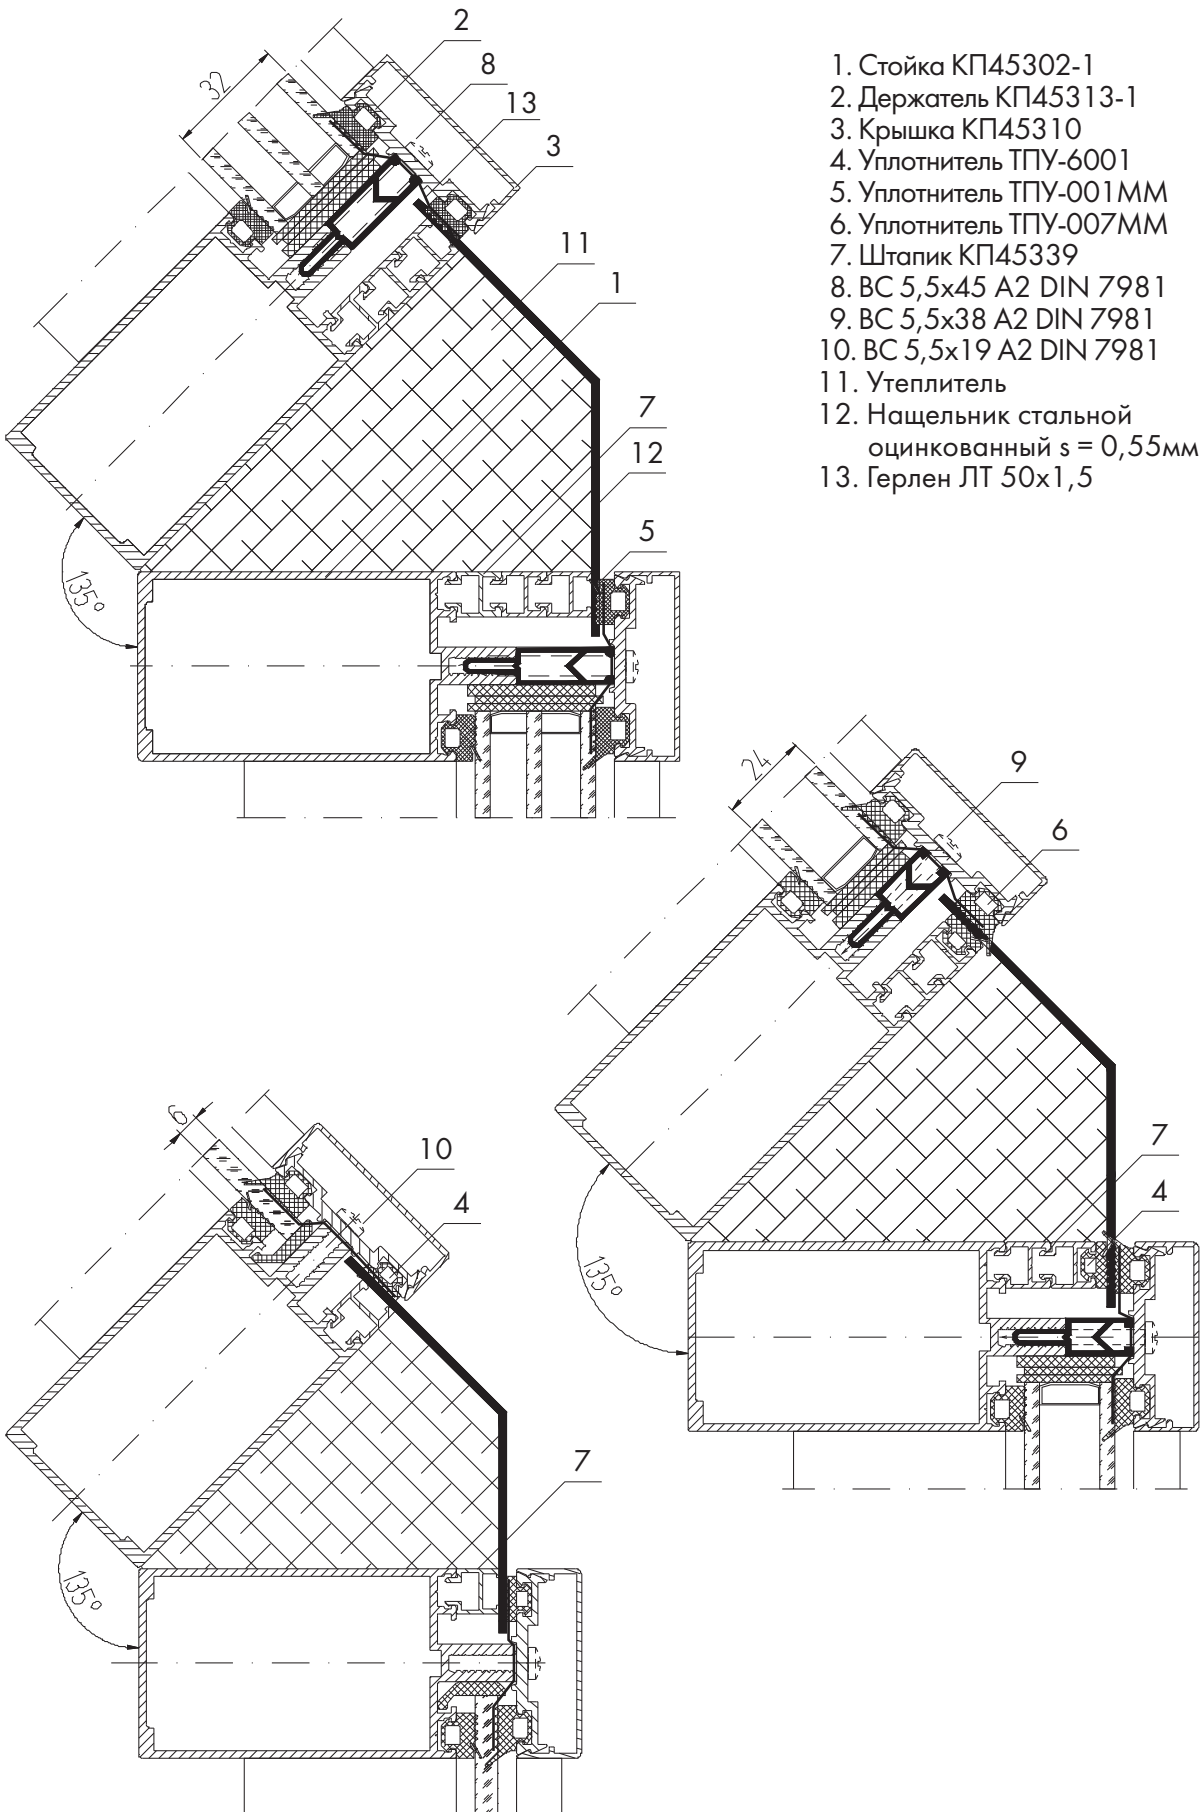 2
8
13
3
32
11
1
7
12
5
135°
1. Стойка КП45302-1
2. Держатель КП45313-1
3. Крышка КП45310
4. Уплотнитель ТПУ-6001
5. Уплотнитель ТПУ-001ММ
6. Уплотнитель ТПУ-007ММ
7. Штапик КП45339
8. ВС 5,5х45 А2 DIN 7981
9. ВС 5,5х38 А2 DIN 7981
10. ВС 5,5х19 А2 DIN 7981
11. Утеплитель
12. Нащельник стальной
оцинкованный s = 0,55мм
13. Герлен ЛТ 50х1,5
24
9
6
7
4
135°
6
10
4
7
135°